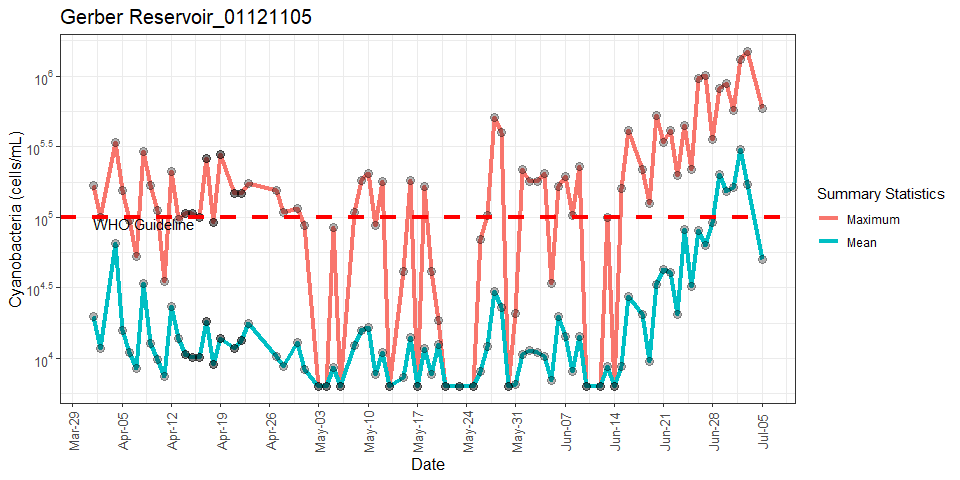 Gerber Reservoir_01121105
Cyanobacteria (cells/mL)
10^6
10^5.5
10^5
10^4.5
10^4
WHO Guideline
Mar-29
Apr-05
Apr-12
Apr-19
Apr-26
May-03
May-10
May-17
May-24
May-31
Jun-07
Jun-14
Jun-21
Jun-28
Jul-05
Date
Summary Statistics
Maximum
Mean